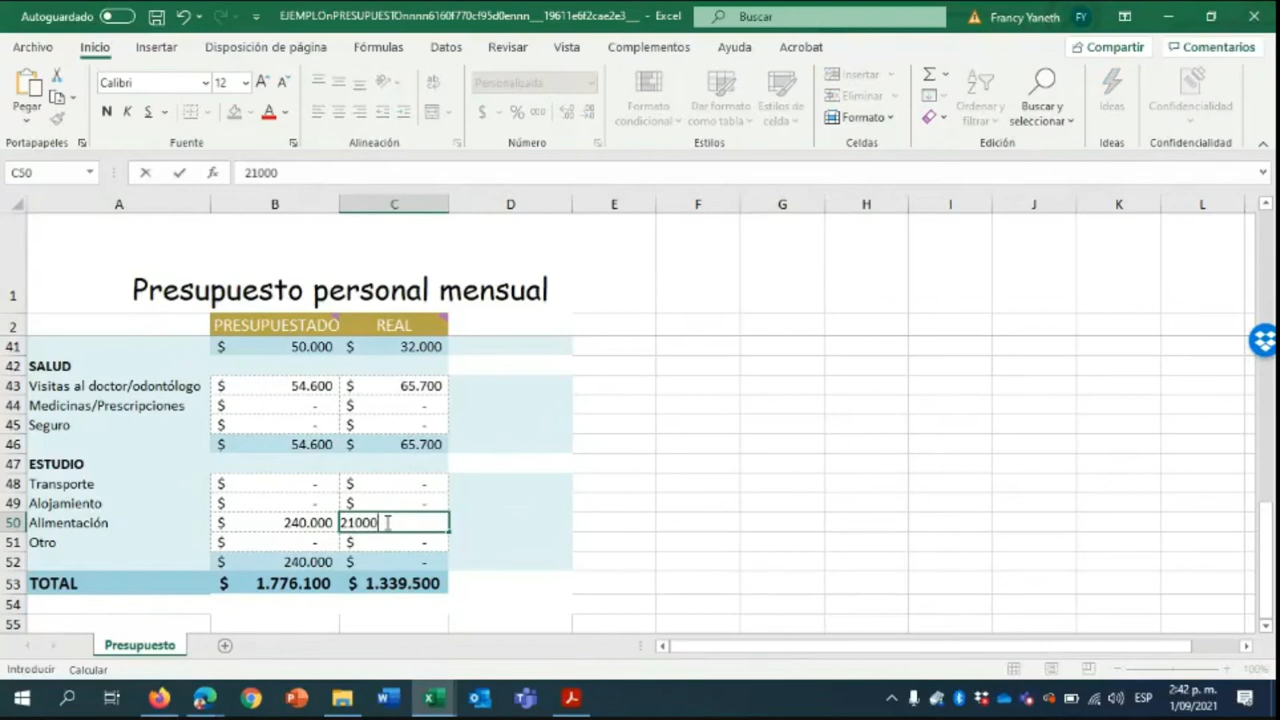 Autoguardado EJEMPLOnPRESUPUESTOnnnn6160f770cf95d0ennn__19611e6f2cae2e3__ - Excel Buscar Francy Yaneth FY
Archivo Inicio Insertar Disposición de página Fórmulas Datos Revisar Vista Complementos Ayuda Acrobat Compartir Comentarios
Pegar Calibri 12 Personalizada Formato condicional Dar formato como tabla Estilos de celda Insertar Eliminar Formato Ordenar y filtrar Buscar y seleccionar Ideas Confidencialidad
Portapapeles Fuente Alineación Número Estilos Celdas Edición Ideas Confidencialidad
C50 fx 21000
A B C D E F G H I J K L
1 Presupuesto personal mensual
2 PRESUPUESTADO REAL
41 $ 50.000 $ 32.000
42 SALUD
43 Visitas al doctor/odontólogo $ 54.600 $ 65.700
44 Medicinas/Prescripciones $ - $ -
45 Seguro $ - $ -
46 $ 54.600 $ 65.700
47 ESTUDIO
48 Transporte $ - $ -
49 Alojamiento $ - $ -
50 Alimentación $ 240.000 21000
51 Otro $ - $ -
52 $ 240.000 $ -
53 TOTAL $ 1.776.100 $ 1.339.500
54
55
Presupuesto
Introducir Calcular 100%
ESP 2:42 p. m.
1/09/2021